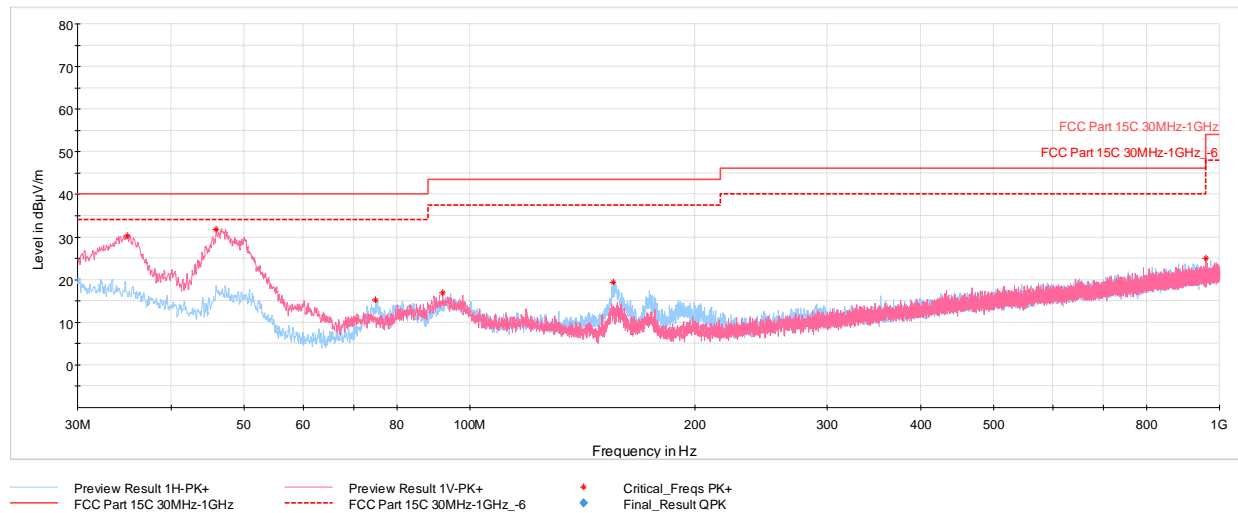 80
70
60
50
40
30
20
10
0
Level in dBµV/m
FCC Part 15C 30MHz-1GHz
FCC Part 15C 30MHz-1GHz_-6
30M 50 60 80 100M 200 300 400 500 800 1G
Frequency in Hz
Preview Result 1H-PK+ Preview Result 1V-PK+ Critical_Freqs PK+
FCC Part 15C 30MHz-1GHz FCC Part 15C 30MHz-1GHz_-6 Final_Result QPK